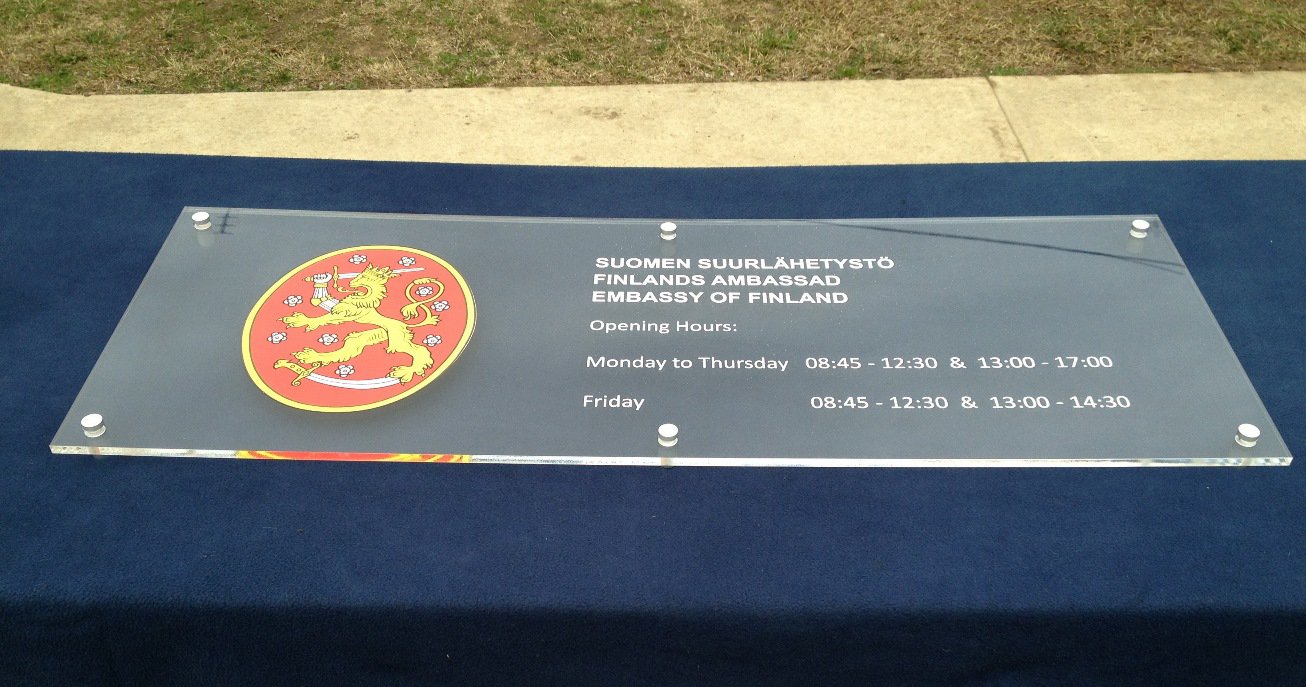 SUOMEN SUURLÄHETYSTÖ
FINLANDS AMBASSAD
EMBASSY OF FINLAND
Opening Hours:
Monday to Thursday 08:45 - 12:30 & 13:00 - 17:00
Friday 08:45 - 12:30 & 13:00 - 14:30